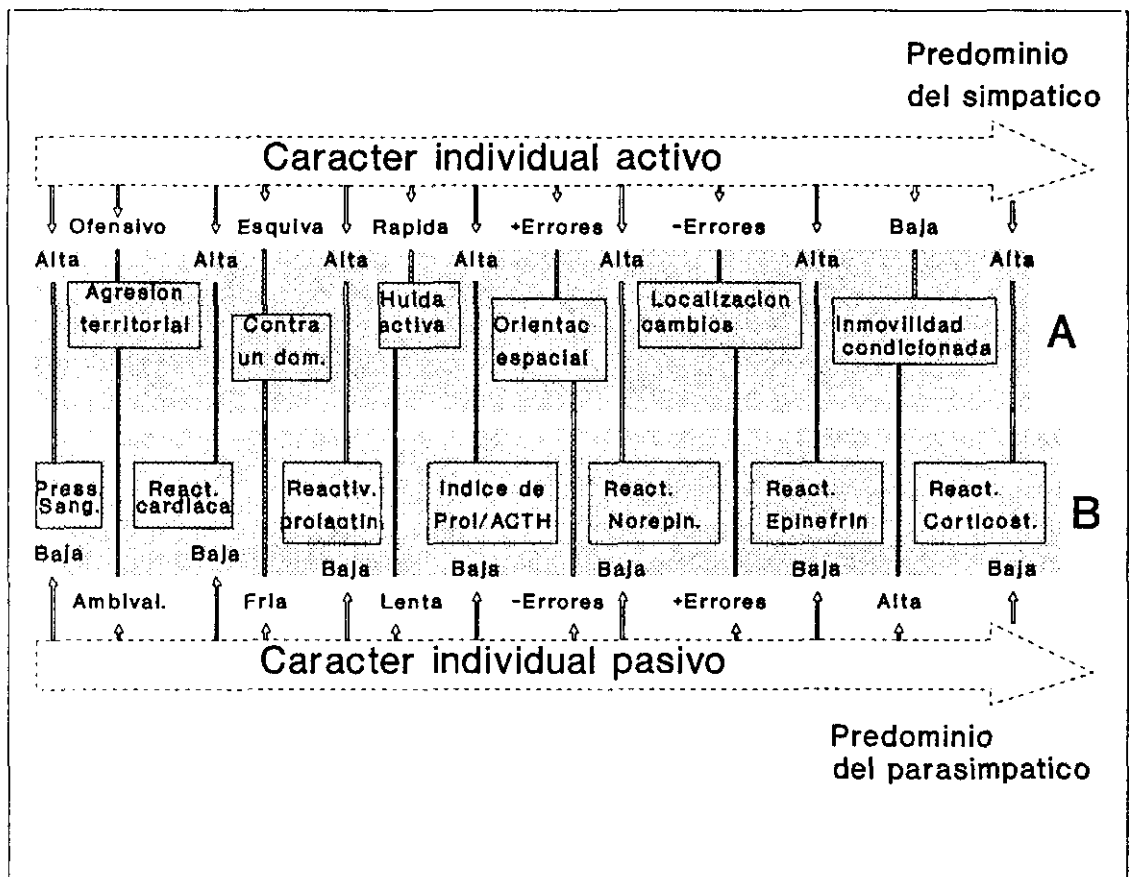 Predominio
del simpatico
Caracter individual activo
Ofensivo Esquiva Rapida +Errores -Errores Baja
Alta Alta Alta Alta Alta Alta Alta
Agresion
territorial
Contra
un dom.
Huida
activa
Orientac
espacial
Localizacion
cambios
Inmovilidad
condicionada
A
Press.
Sang.
React.
cardiaca
Reactiv.
prolactin.
Indice de
Prol/ACTH
React.
Norepin.
React.
Epinefrin
React.
Corticost.
B
Baja Baja Baja Baja Baja Baja Baja
Ambival. Fria Lenta -Errores +Errores Alta
Caracter individual pasivo
Predominio
del parasimpatico